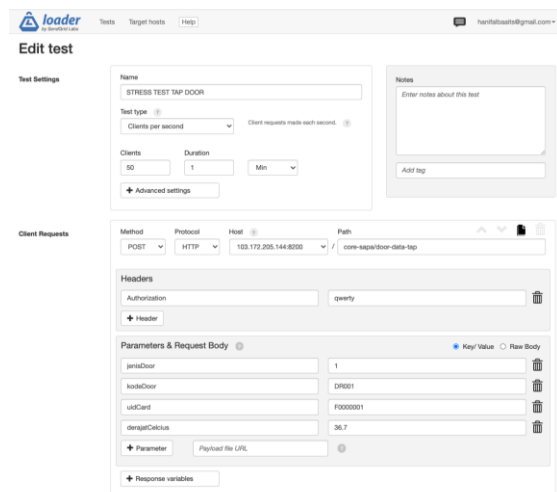 loader
by SendGrid Labs
Tests
Target hosts
Help
hanifalbaaits@gmail.com
Edit test
Test Settings
Name
STRESS TEST TAP DOOR
Test type ?
Clients per second
Client requests made each second. ?
Clients
Duration
50
1
Min
+ Advanced settings
Notes
Enter notes about this test
Add tag
Client Requests
Method
Protocol
Host
Path
POST
HTTP
103.172.205.144:8200
/
core-saps/door-data-tap
Headers
Authorization
qwerty
+ Header
Parameters & Request Body
Key/ Value
Raw Body
jenisDoor
1
kodeDoor
DR001
uidCard
F0000001
derajatCelcius
36.7
+ Parameter
Payload file URL
+ Response variables